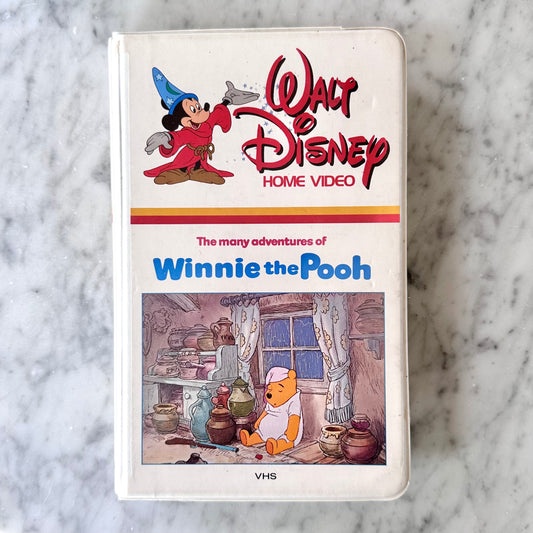 Walt
Disney
HOME VIDEO
The many adventures of
Winnie the Pooh
VHS